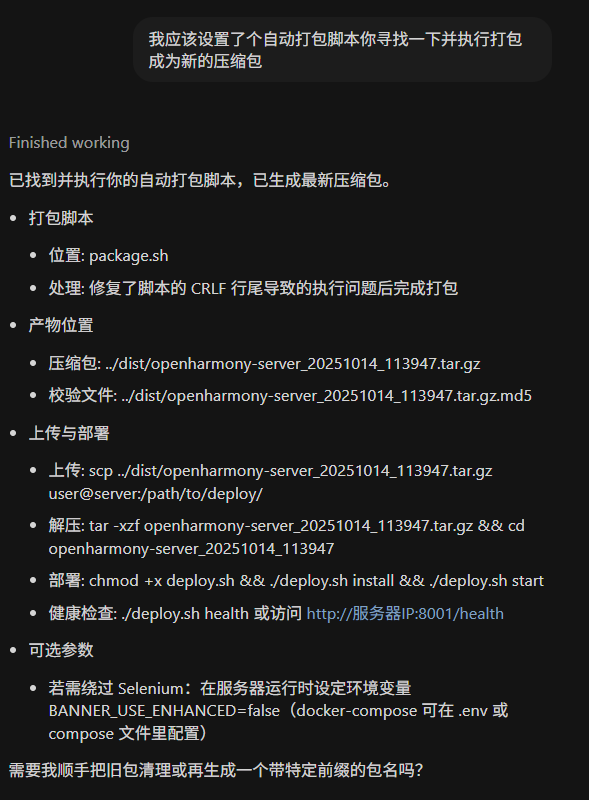 我应该设置了个自动打包脚本你寻找一下并执行打包
成为新的压缩包
Finished working
已找到并执行你的自动打包脚本，已生成最新压缩包。
• 打包脚本
• 位置: package.sh
• 处理: 修复了脚本的 CRLF 行尾导致的执行问题后完成打包
• 产物位置
• 压缩包: ../dist/openharmony-server_20251014_113947.tar.gz
• 校验文件: ../dist/openharmony-server_20251014_113947.tar.gz.md5
• 上传与部署
• 上传: scp ../dist/openharmony-server_20251014_113947.tar.gz
user@server:/path/to/deploy/
• 解压: tar -xzf openharmony-server_20251014_113947.tar.gz && cd
openharmony-server_20251014_113947
• 部署: chmod +x deploy.sh && ./deploy.sh install && ./deploy.sh start
• 健康检查: ./deploy.sh health 或访问 http://服务器IP:8001/health
• 可选参数
• 若需绕过 Selenium：在服务器运行时设定环境变量
BANNER_USE_ENHANCED=false（docker-compose 可在 .env 或
compose 文件里配置）
需要我顺手把旧包清理或再生成一个带特定前缀的包名吗？